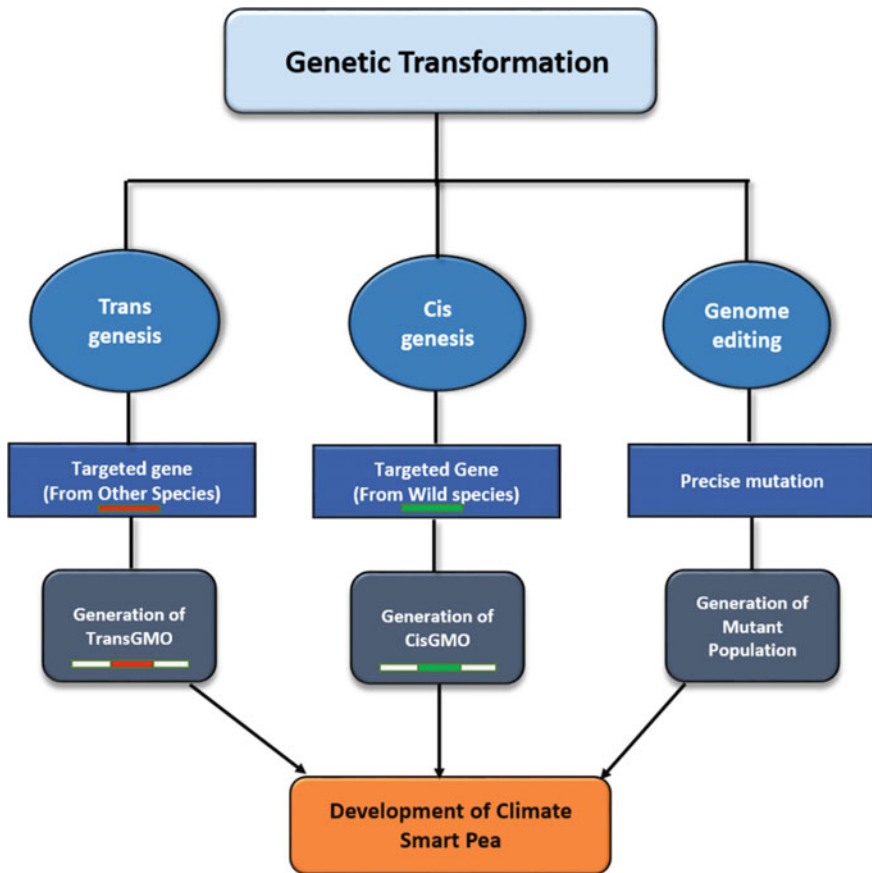 Genetic Transformation
Trans
genesis
Cis
genesis
Genome
editing
Targeted gene
(From Other Species)
Targeted Gene
(From Wild species)
Precise mutation
Generation of
TransGMO
Generation of
CisGMO
Generation of
Mutant
Population
Development of Climate
Smart Pea